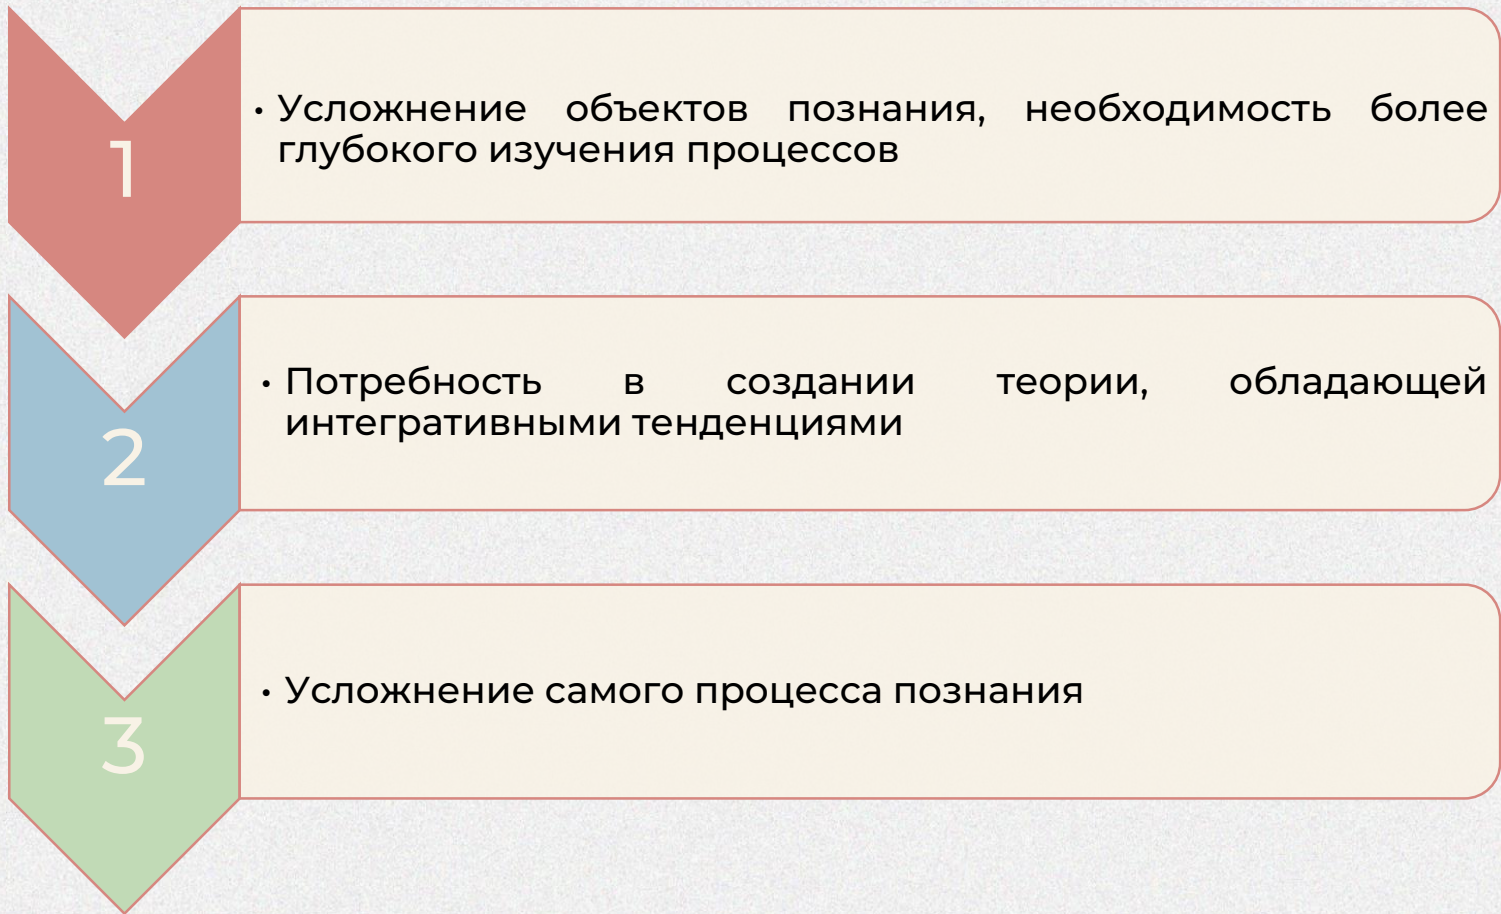 1
• Усложнение объектов познания, необходимость более
глубокого изучения процессов
2
• Потребность в создании теории, обладающей
интегративными тенденциями
3
• Усложнение самого процесса познания